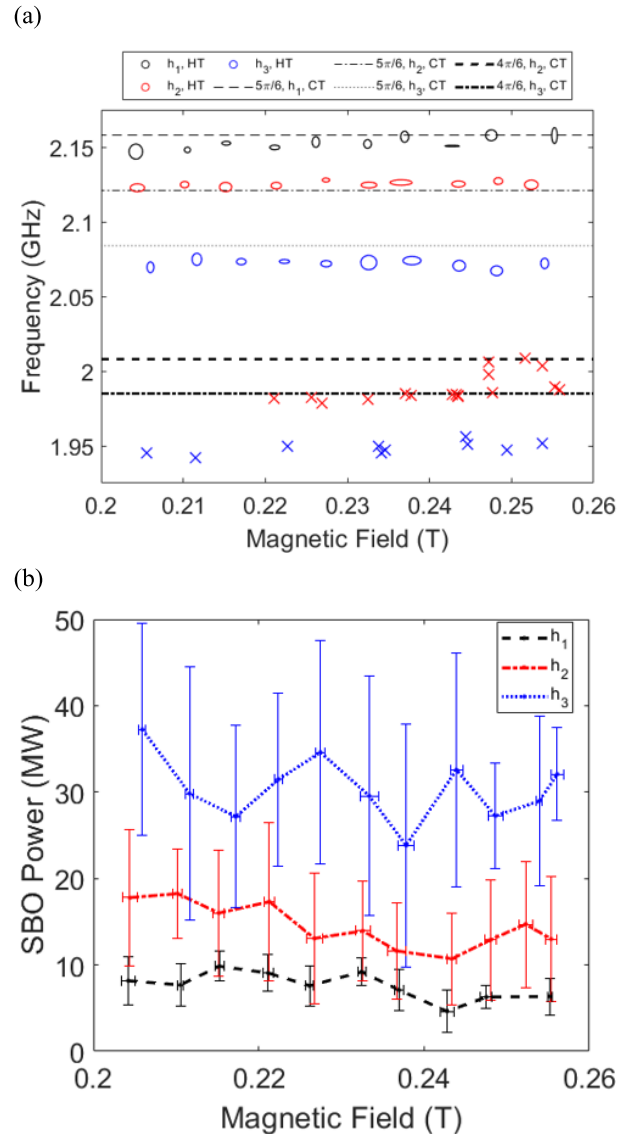 (a)
h1, HT h3, HT 5π/6, h2, CT 4π/6, h2, CT
h2, HT 5π/6, h1, CT 5π/6, h3, CT 4π/6, h3, CT
2.15
2.1
2.05
2
1.95
Frequency (GHz)
0.2 0.21 0.22 0.23 0.24 0.25 0.26
Magnetic Field (T)
(b)
50
40
30
20
10
0
SBO Power (MW)
h1
h2
h3
0.2 0.22 0.24 0.26
Magnetic Field (T)